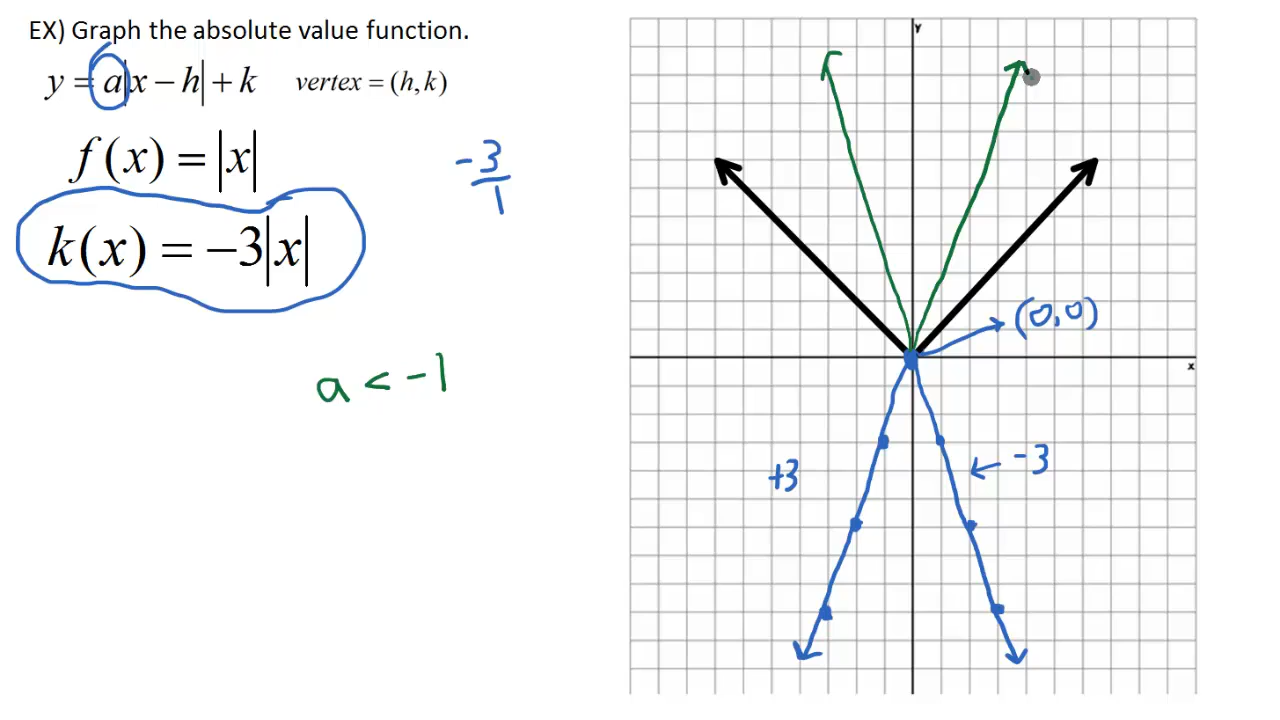 EX) Graph the absolute value function.
y = a|x − h| + k vertex = (h, k)
f(x) = |x|
k(x) = −3|x|
-3
1
a < -1
y
x
(0,0)
+3
-3